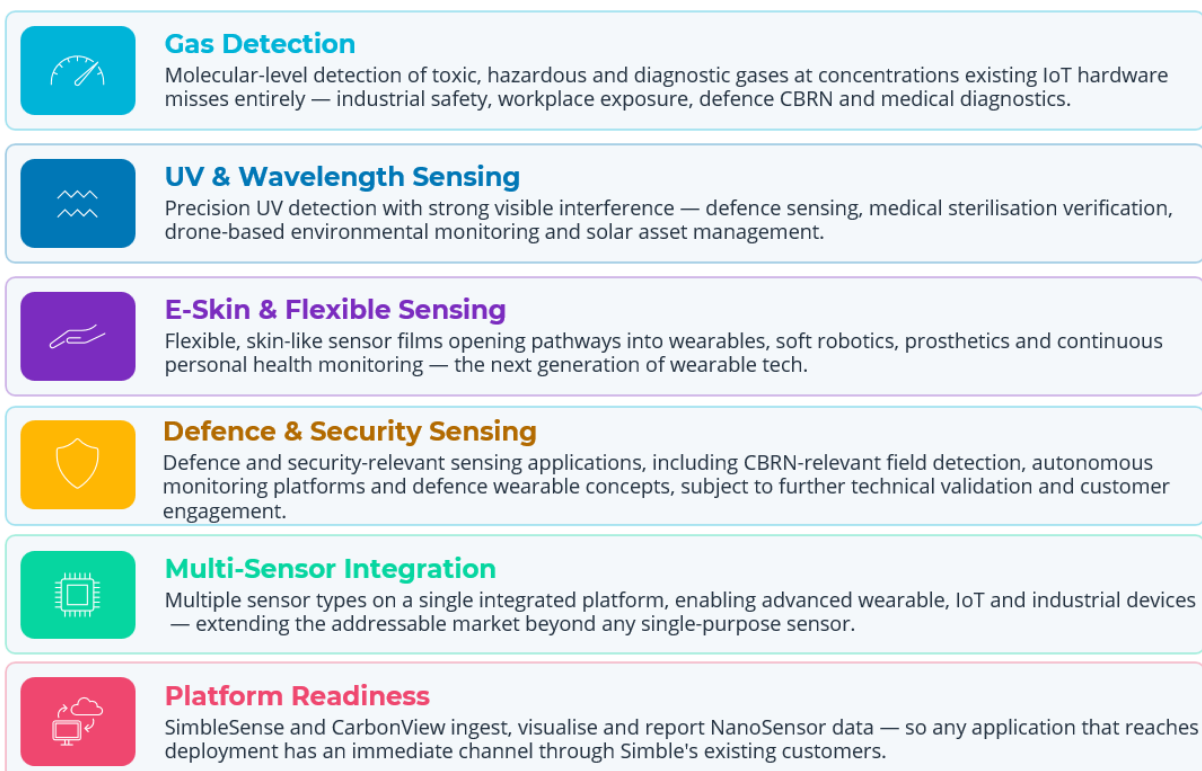 Gas Detection
Molecular-level detection of toxic, hazardous and diagnostic gases at concentrations existing IoT hardware
misses entirely — industrial safety, workplace exposure, defence CBRN and medical diagnostics.
UV & Wavelength Sensing
Precision UV detection with strong visible interference — defence sensing, medical sterilisation verification,
drone-based environmental monitoring and solar asset management.
E-Skin & Flexible Sensing
Flexible, skin-like sensor films opening pathways into wearables, soft robotics, prosthetics and continuous
personal health monitoring — the next generation of wearable tech.
Defence & Security Sensing
Defence and security-relevant sensing applications, including CBRN-relevant field detection, autonomous
monitoring platforms and defence wearable concepts, subject to further technical validation and customer
engagement.
Multi-Sensor Integration
Multiple sensor types on a single integrated platform, enabling advanced wearable, IoT and industrial devices
— extending the addressable market beyond any single-purpose sensor.
Platform Readiness
SimbleSense and CarbonView ingest, visualise and report NanoSensor data — so any application that reaches
deployment has an immediate channel through Simble's existing customers.